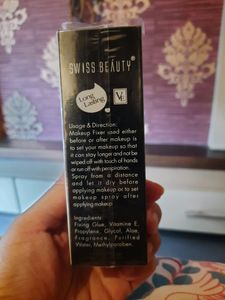 SWISS BEAUTY®
Long
Lasting
Usage & Direction:
Makeup Fixer used either
before or after makeup is
to set your makeup so that
it can stay longer and not be
wiped off with touch of hands
or run off with perspiration.
Spray from a distance
and let it dry before
applying makeup or to set
makeup spray after
applying makeup
Ingredients:
Fixing Glue, Vitamine E,
Propylene, Glycol, Aloe,
Fragrance, Purified
Water, Methylparaben.